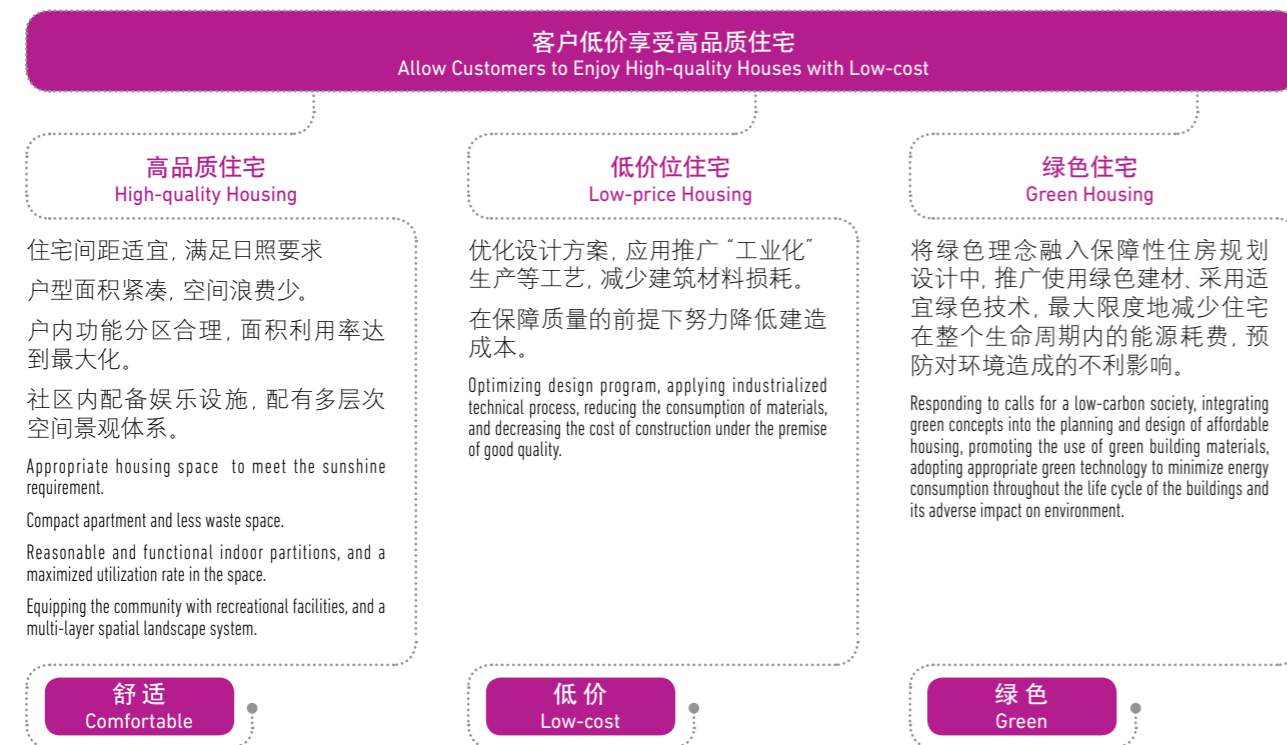 客户低价享受高品质住宅
Allow Customers to Enjoy High-quality Houses with Low-cost
高品质住宅
High-quality Housing
住宅间距适宜，满足日照要求
户型面积紧凑，空间浪费少。
户内功能分区合理，面积利用率达
到最大化。
社区内配备娱乐设施，配有多层次
空间景观体系。
Appropriate housing space to meet the sunshine
requirement.
Compact apartment and less waste space.
Reasonable and functional indoor partitions, and a
maximized utilization rate in the space.
Equipping the community with recreational facilities, and a
multi-layer spatial landscape system.
舒适
Comfortable
低价位住宅
Low-price Housing
优化设计方案，应用推广“工业化”
生产等工艺，减少建筑材料损耗。
在保障质量的前提下努力降低建造
成本。
Optimizing design program, applying industrialized
technical process, reducing the consumption of materials,
and decreasing the cost of construction under the premise
of good quality.
低价
Low-cost
绿色住宅
Green Housing
将绿色理念融入保障性住房规划
设计中，推广使用绿色建材、采用适
宜绿色技术，最大限度地减少住宅
在整个生命周期内的能源耗费，预
防对环境造成的不利影响。
Responding to calls for a low-carbon society, integrating
green concepts into the planning and design of affordable
housing, promoting the use of green building materials,
adopting appropriate green technology to minimize energy
consumption throughout the life cycle of the buildings and
its adverse impact on environment.
绿色
Green